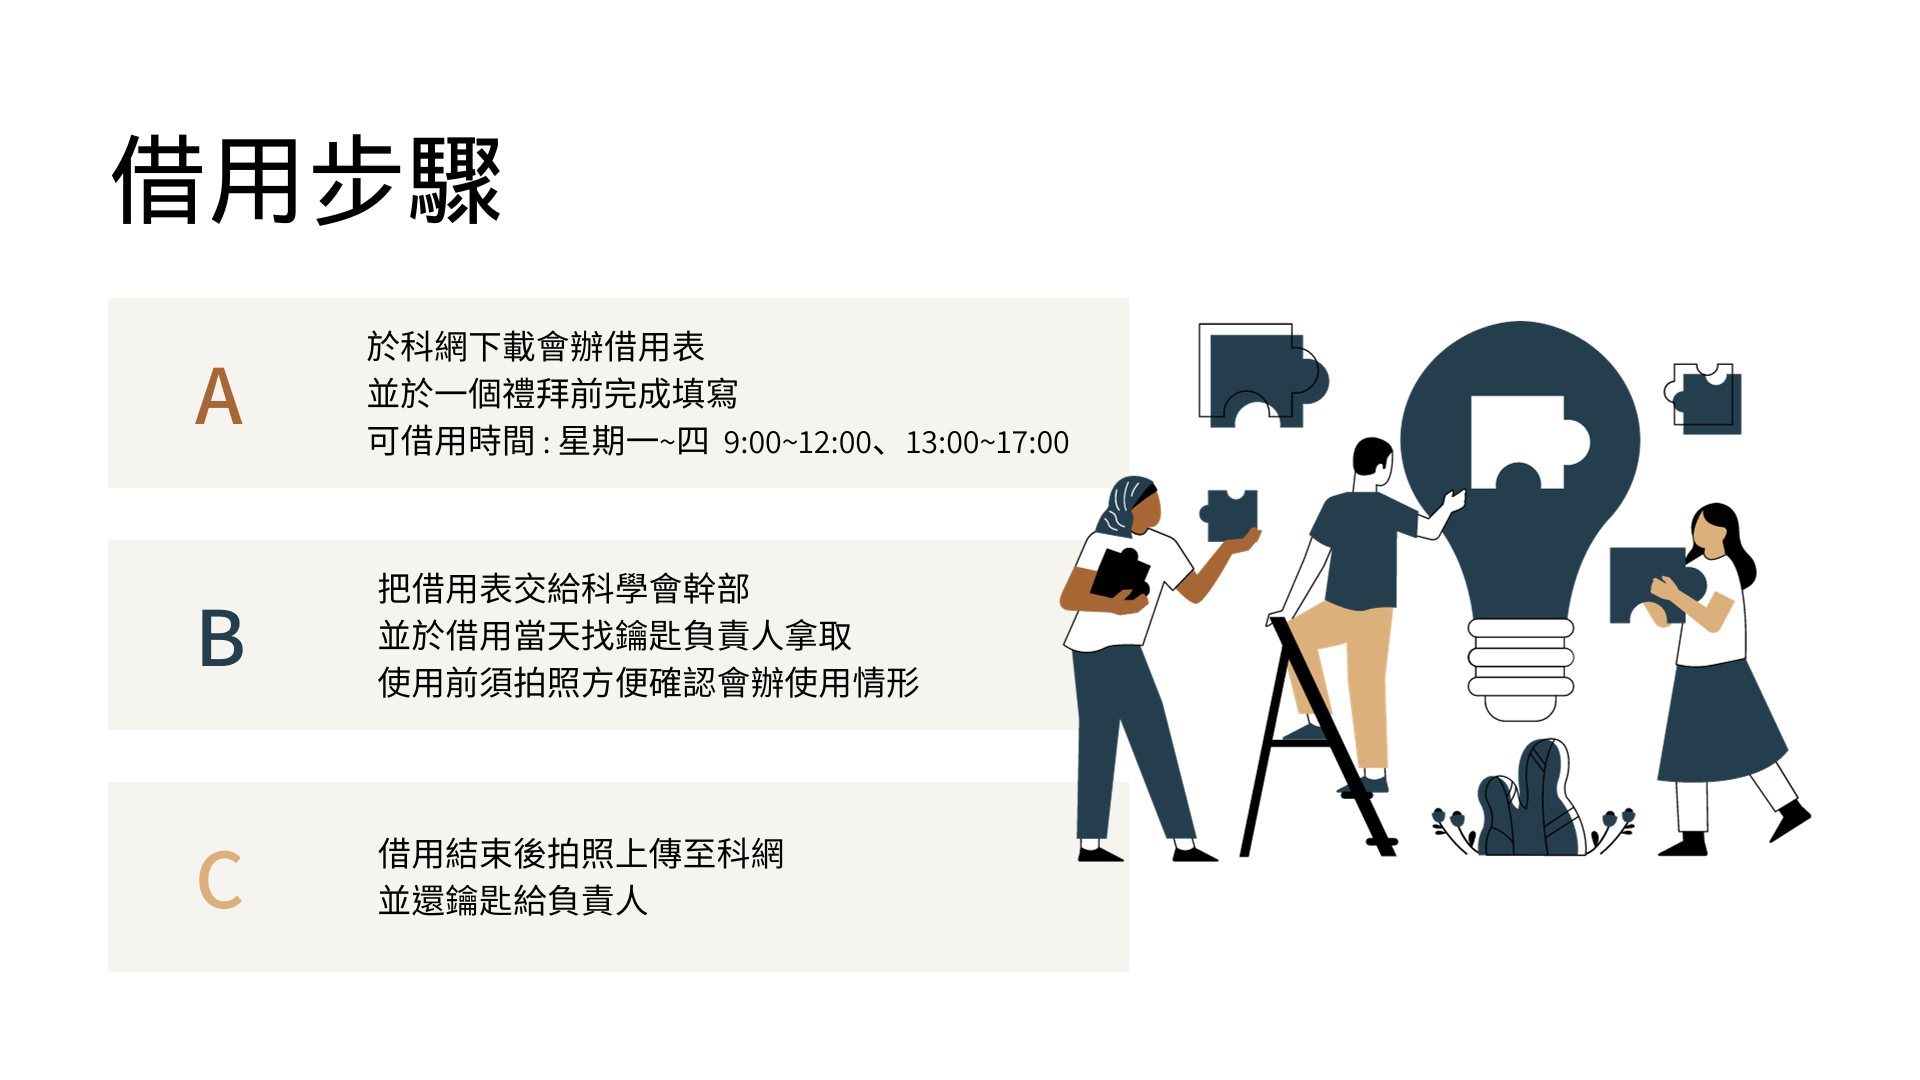 借用步驟
A
於科網下載會辦借用表
並於一個禮拜前完成填寫
可借用時間 : 星期一~四 9:00~12:00、13:00~17:00
B
把借用表交給科學會幹部
並於借用當天找鑰匙負責人拿取
使用前須拍照方便確認會辦使用情形
C
借用結束後拍照上傳至科網
並還鑰匙給負責人